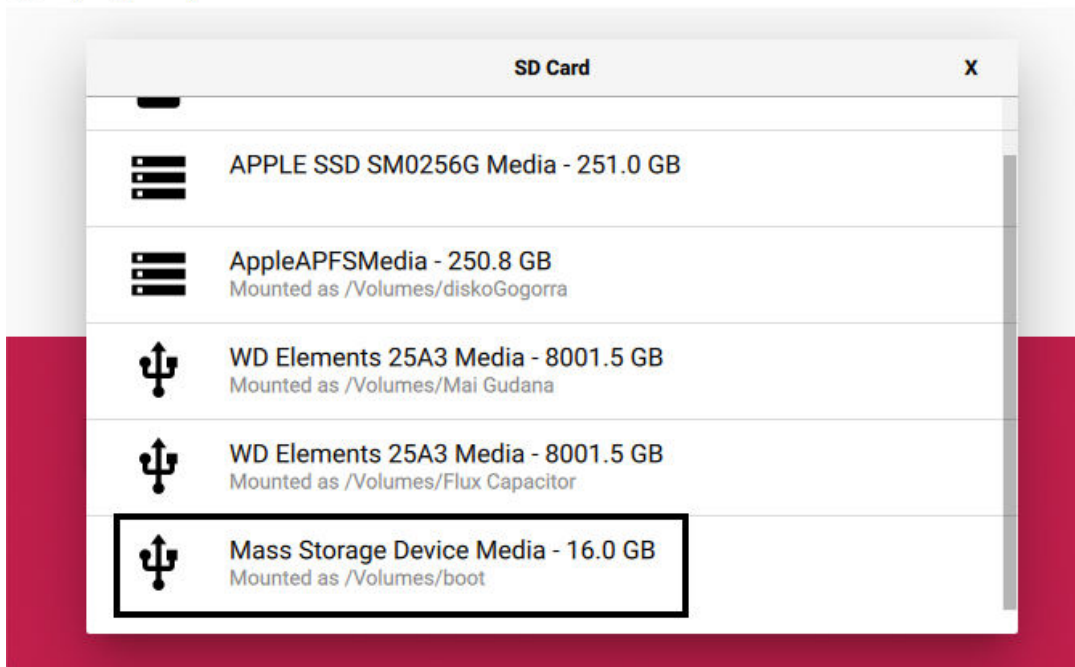 SD Card X
APPLE SSD SM0256G Media - 251.0 GB
AppleAPFSMedia - 250.8 GB
Mounted as /Volumes/diskoGogorra
WD Elements 25A3 Media - 8001.5 GB
Mounted as /Volumes/Mai Gudana
WD Elements 25A3 Media - 8001.5 GB
Mounted as /Volumes/Flux Capacitor
Mass Storage Device Media - 16.0 GB
Mounted as /Volumes/boot